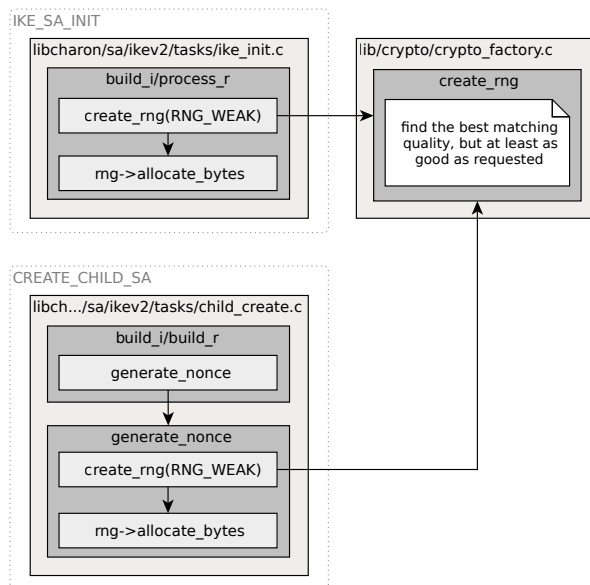 IKE_SA_INIT
libcharon/sa/ikev2/tasks/ike_init.c
build_i/process_r
create_rng(RNG_WEAK)
rng->allocate_bytes
lib/crypto/crypto_factory.c
create_rng
find the best matching
quality, but at least as
good as requested
CREATE_CHILD_SA
libch.../sa/ikev2/tasks/child_create.c
build_i/build_r
generate_nonce
generate_nonce
create_rng(RNG_WEAK)
rng->allocate_bytes